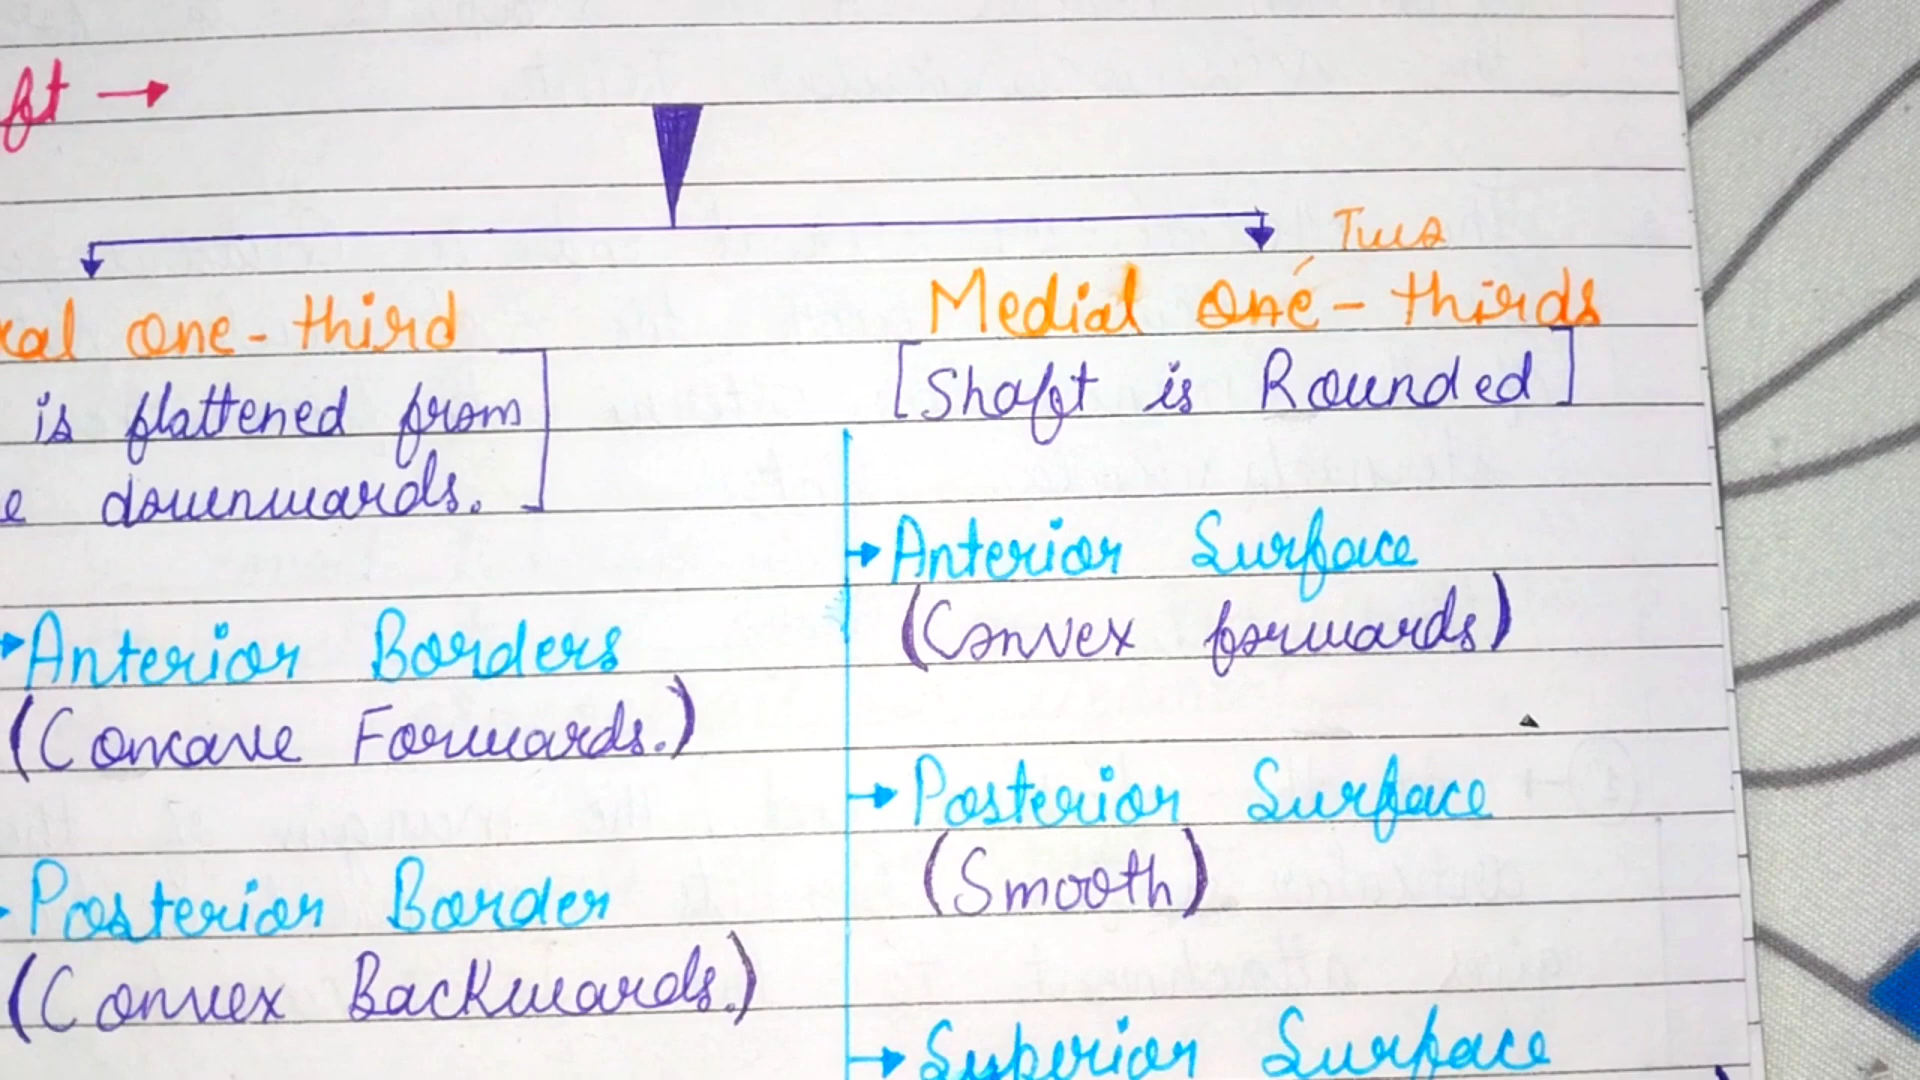 ft →
Two
Medial one - thirds
one - third
[Shaft is Rounded]
is flattened from
downwards.]
→ Anterior Surface
(Convex forwards)
→ Anterior Borders
(Concave Forwards.)
→ Posterior Surface
(Smooth)
Posterior Border
(Convex Backwards.)
→ Superior Surface